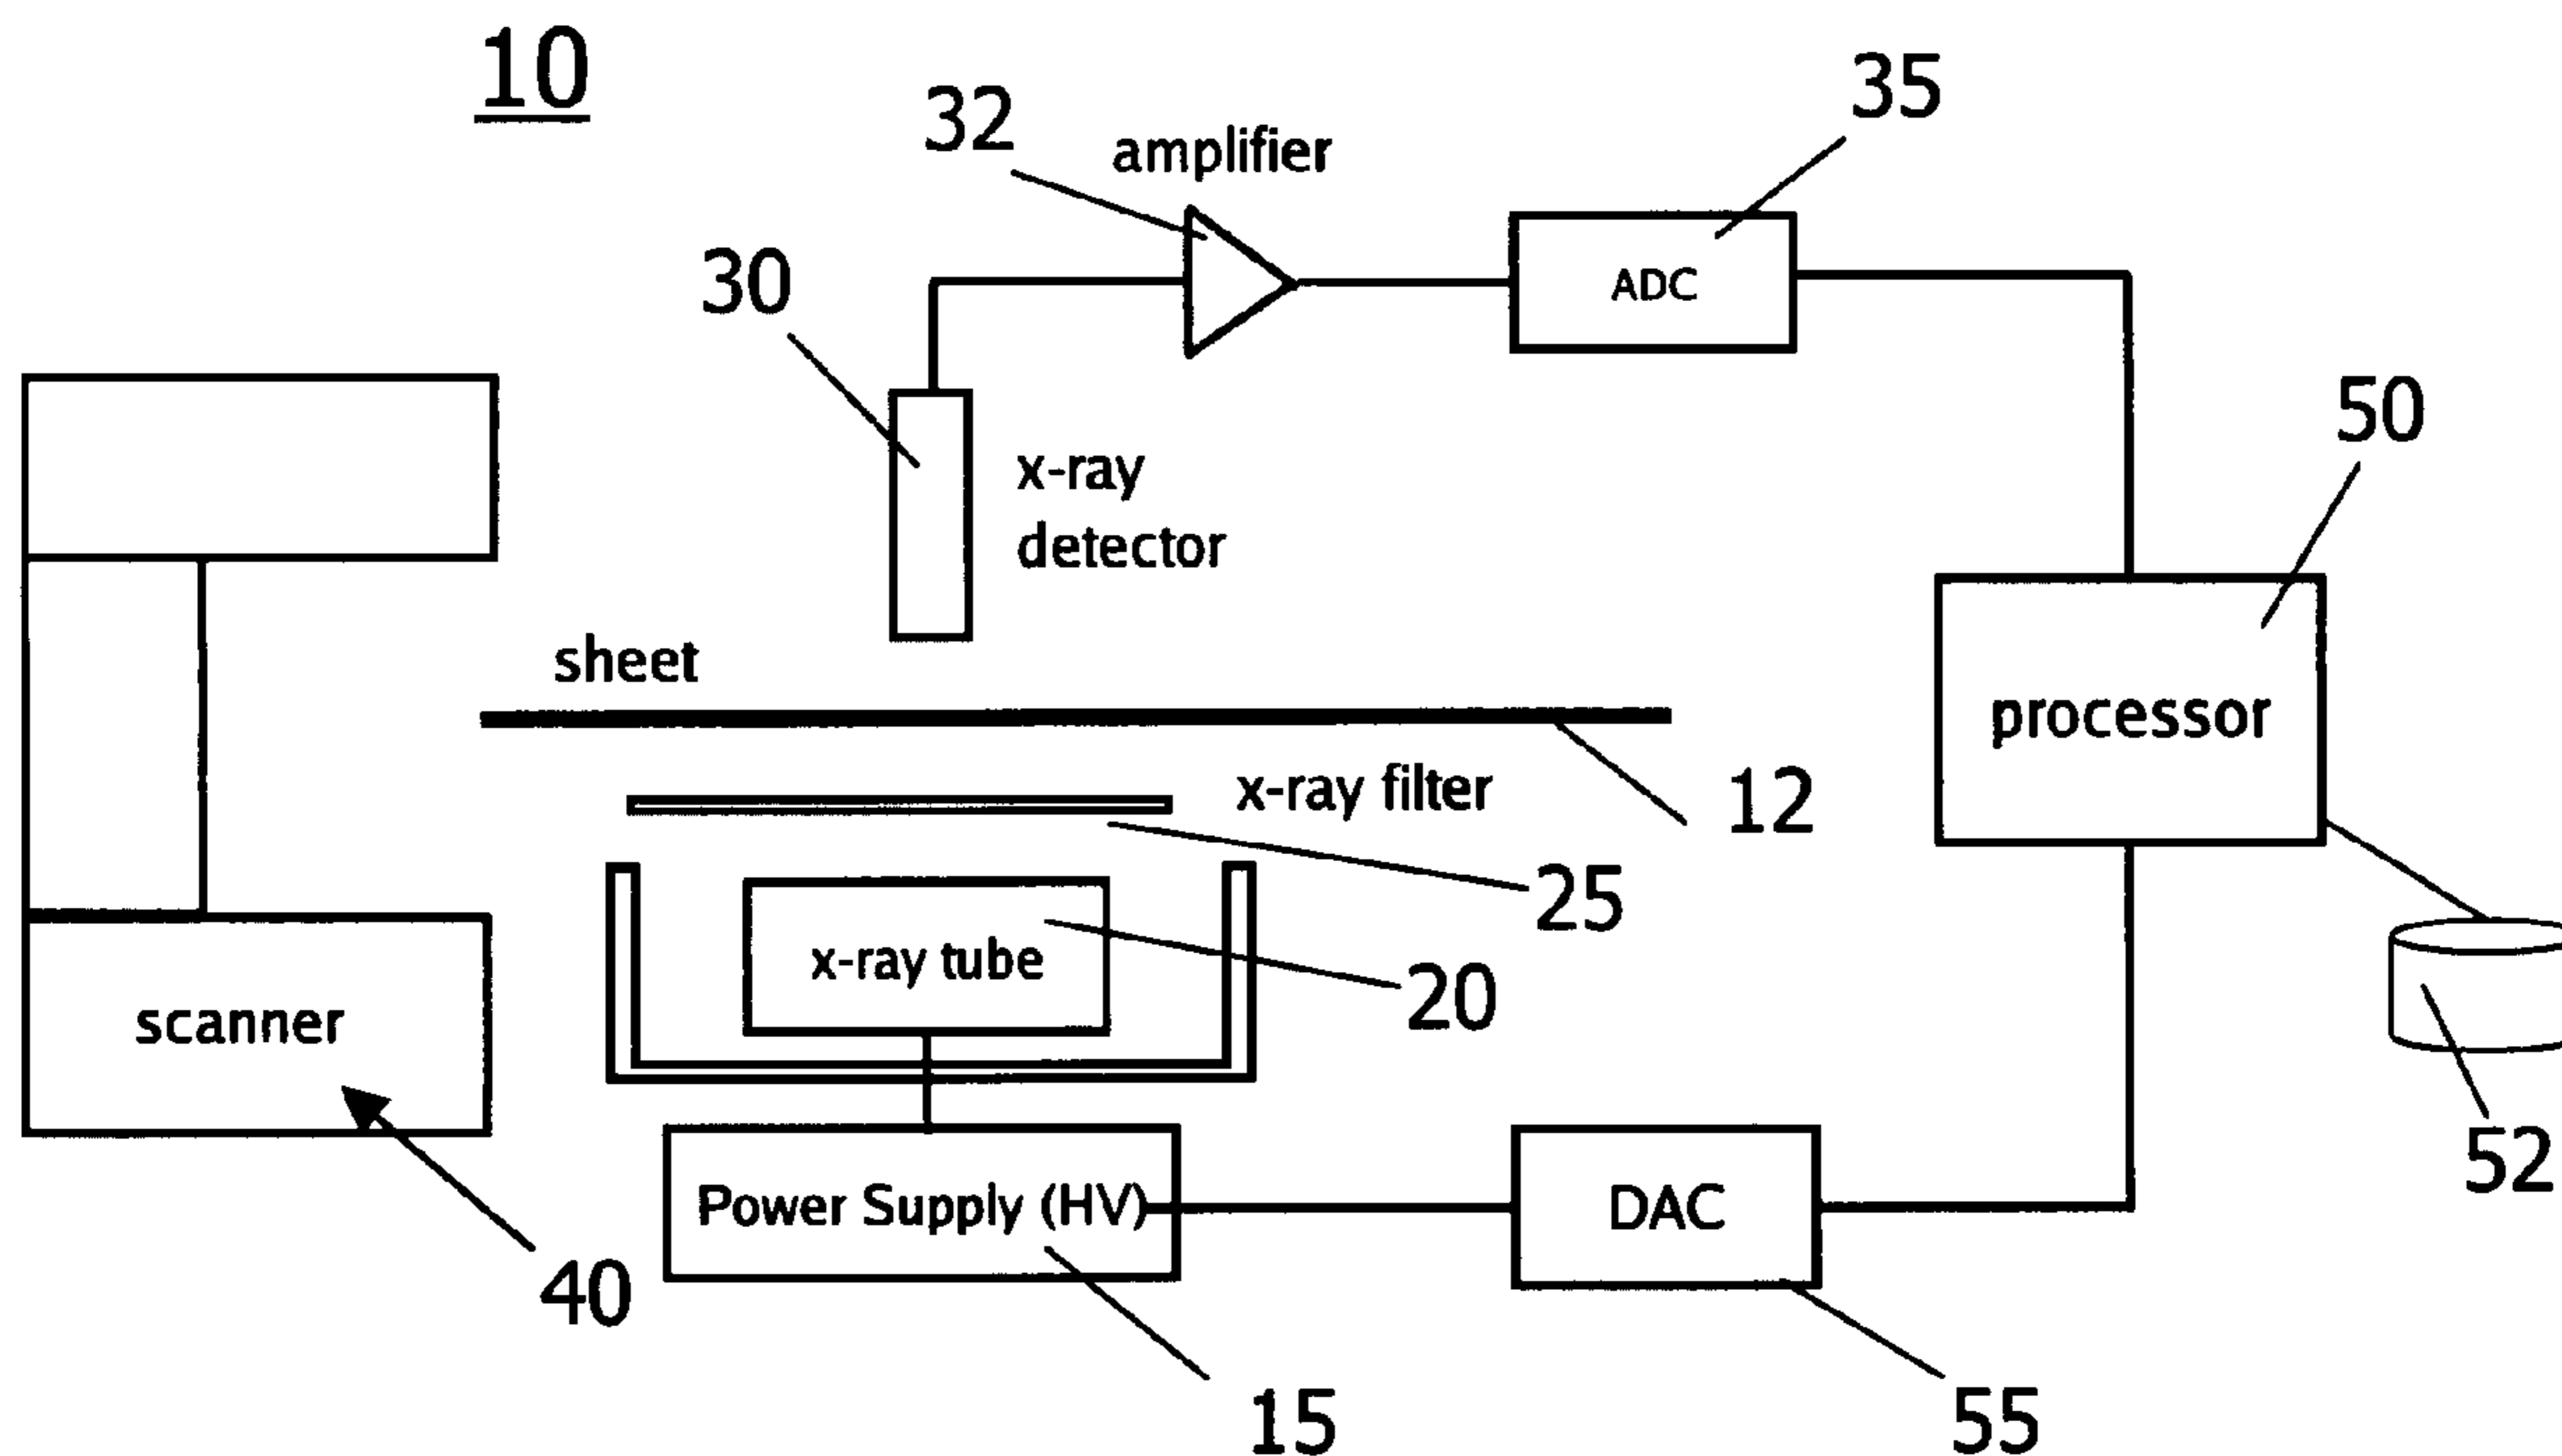 10
32
amplifier
35
ADC
30
x-ray
detector
50
sheet
processor
x-ray filter
12
25
x-ray tube
20
scanner
52
Power Supply (HV)
DAC
40
15
55